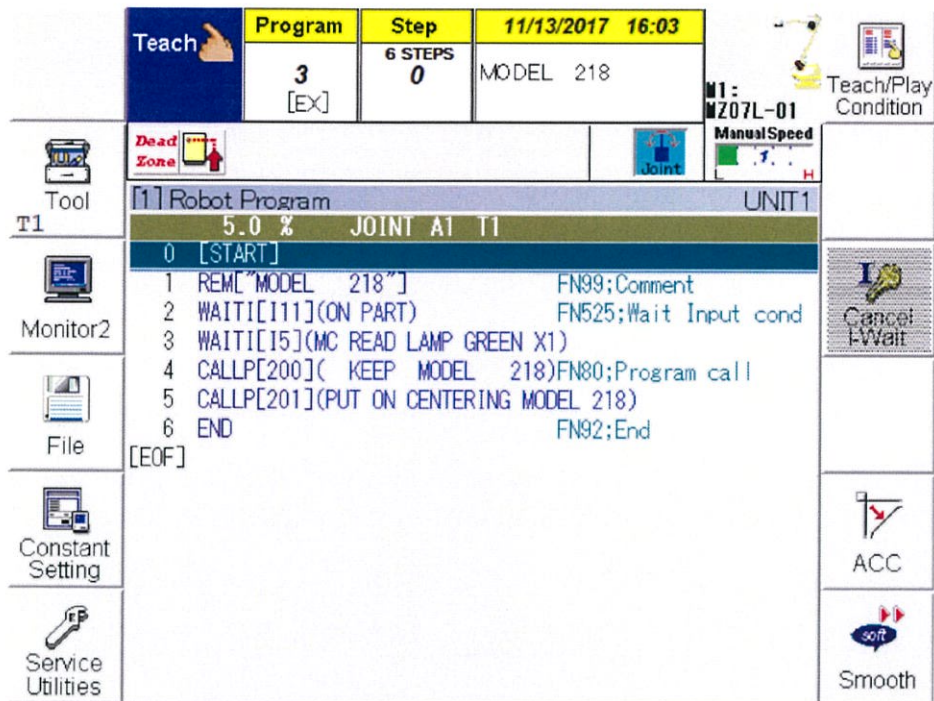 Teach
Program
3
[EX]
Step
6 STEPS
0
11/13/2017 16:03
MODEL 218
M1:
MZ07L-01
Teach/Play
Condition
Dead
Zone
Joint
Manual Speed
1
L H
Tool
T1
Monitor2
File
Constant
Setting
Service
Utilities
[1] Robot Program UNIT1
5.0 % JOINT A1 T1
0 [START]
1 REM["MODEL 218"] FN99;Comment
2 WAITI[I11](ON PART) FN525;Wait Input cond
3 WAITI[I5](MC READ LAMP GREEN X1)
4 CALLP[200]( KEEP MODEL 218)FN80;Program call
5 CALLP[201](PUT ON CENTERING MODEL 218)
6 END FN92;End
[EOF]
I
Cancel
I-Wait
ACC
soft
Smooth